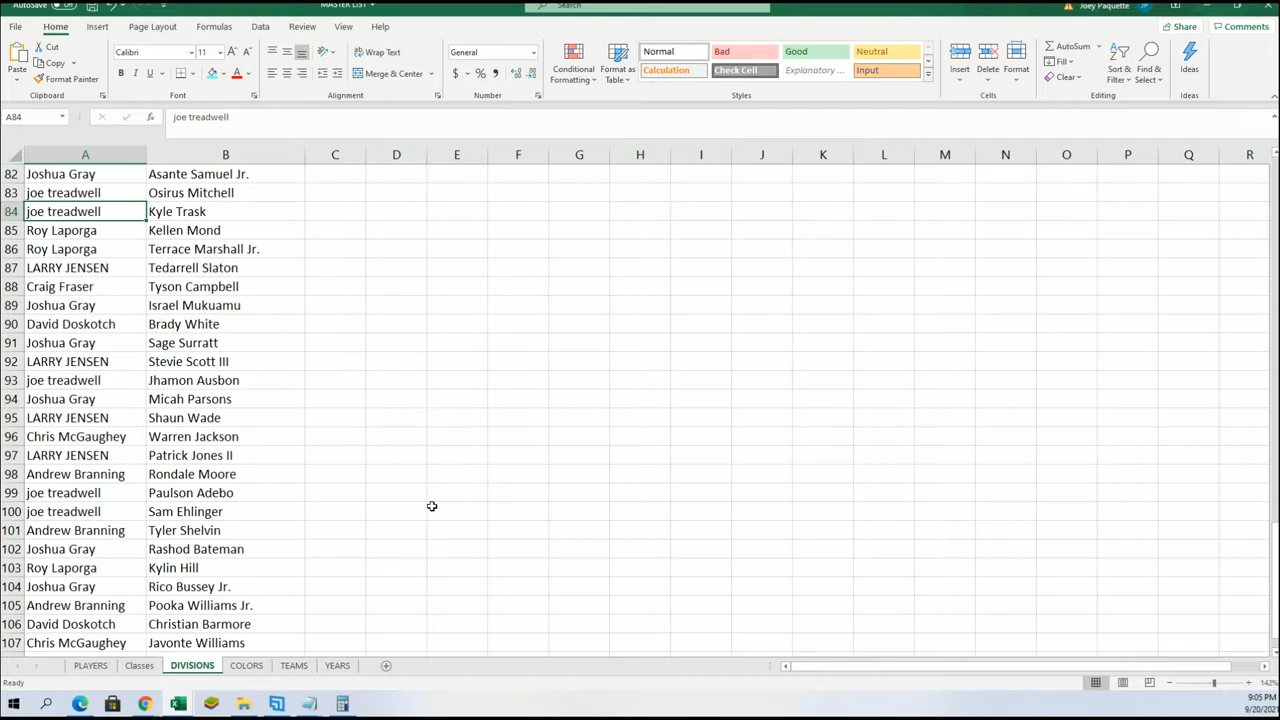 AutoSave
MASTER LIST
Search
Joey Paquette
JP
File Home Insert Page Layout Formulas Data Review View Help Share Comments
Paste
Cut
Copy
Format Painter
Clipboard
Calibri 11
B I U
Font
Wrap Text
Merge & Center
Alignment
General
$ % ,
Number
Conditional Formatting
Format as Table
Normal Bad Good Neutral
Calculation Check Cell Explanatory ... Input
Styles
Insert Delete Format
Cells
AutoSum
Fill
Clear
Sort & Filter
Find & Select
Editing
Ideas
Ideas
A84 fx joe treadwell
A B C D E F G H I J K L M N O P Q R
82 Joshua Gray Asante Samuel Jr.
83 joe treadwell Osirus Mitchell
84 joe treadwell Kyle Trask
85 Roy Laporga Kellen Mond
86 Roy Laporga Terrace Marshall Jr.
87 LARRY JENSEN Tedarrell Slaton
88 Craig Fraser Tyson Campbell
89 Joshua Gray Israel Mukuamu
90 David Doskotch Brady White
91 Joshua Gray Sage Surratt
92 LARRY JENSEN Stevie Scott III
93 joe treadwell Jhamon Ausbon
94 Joshua Gray Micah Parsons
95 LARRY JENSEN Shaun Wade
96 Chris McGaughey Warren Jackson
97 LARRY JENSEN Patrick Jones II
98 Andrew Branning Rondale Moore
99 joe treadwell Paulson Adebo
100 joe treadwell Sam Ehlinger
101 Andrew Branning Tyler Shelvin
102 Joshua Gray Rashod Bateman
103 Roy Laporga Kylin Hill
104 Joshua Gray Rico Bussey Jr.
105 Andrew Branning Pooka Williams Jr.
106 David Doskotch Christian Barmore
107 Chris McGaughey Javonte Williams
PLAYERS Classes DIVISIONS COLORS TEAMS YEARS
Ready 142%
9:05 PM